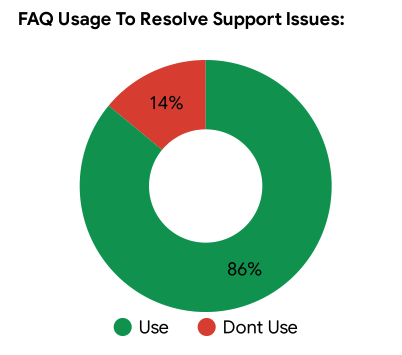 FAQ Usage To Resolve Support Issues:
14%
86%
Use
Dont Use